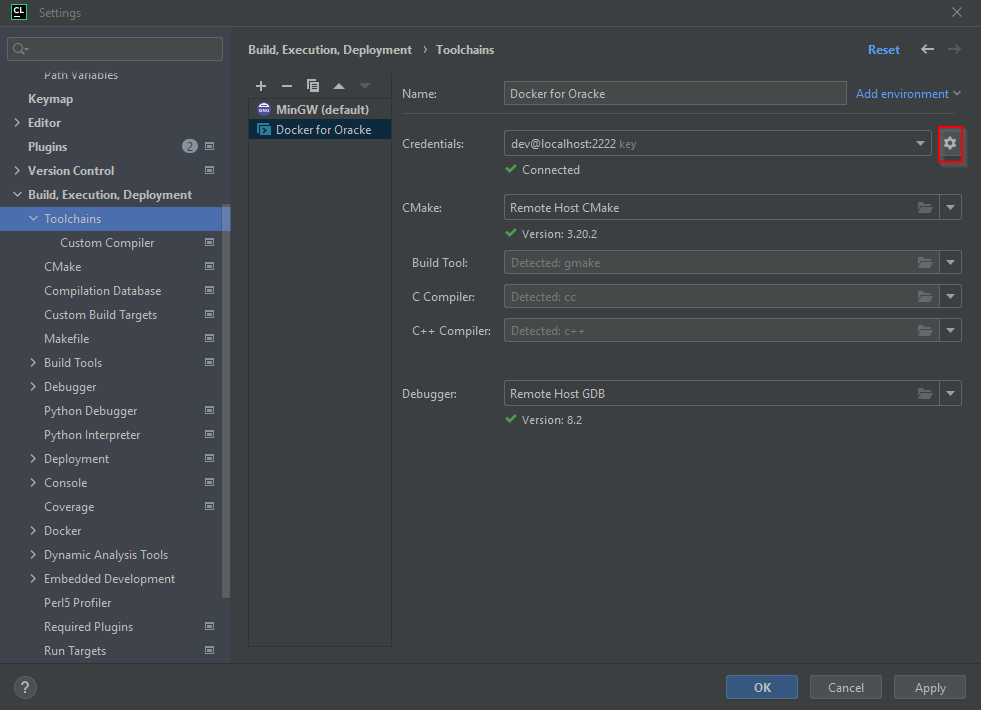 CL Settings
Path Variables
Keymap
Editor
Plugins 2
Version Control
Build, Execution, Deployment
Toolchains
Custom Compiler
CMake
Compilation Database
Custom Build Targets
Makefile
Build Tools
Debugger
Python Debugger
Python Interpreter
Deployment
Console
Coverage
Docker
Dynamic Analysis Tools
Embedded Development
Perl5 Profiler
Required Plugins
Run Targets
Build, Execution, Deployment › Toolchains
Reset
MinGW (default)
Docker for Oracke
Name: Docker for Oracke Add environment
Credentials: dev@localhost:2222 key
Connected
CMake: Remote Host CMake
Version: 3.20.2
Build Tool: Detected: gmake
C Compiler: Detected: cc
C++ Compiler: Detected: c++
Debugger: Remote Host GDB
Version: 8.2
? OK Cancel Apply